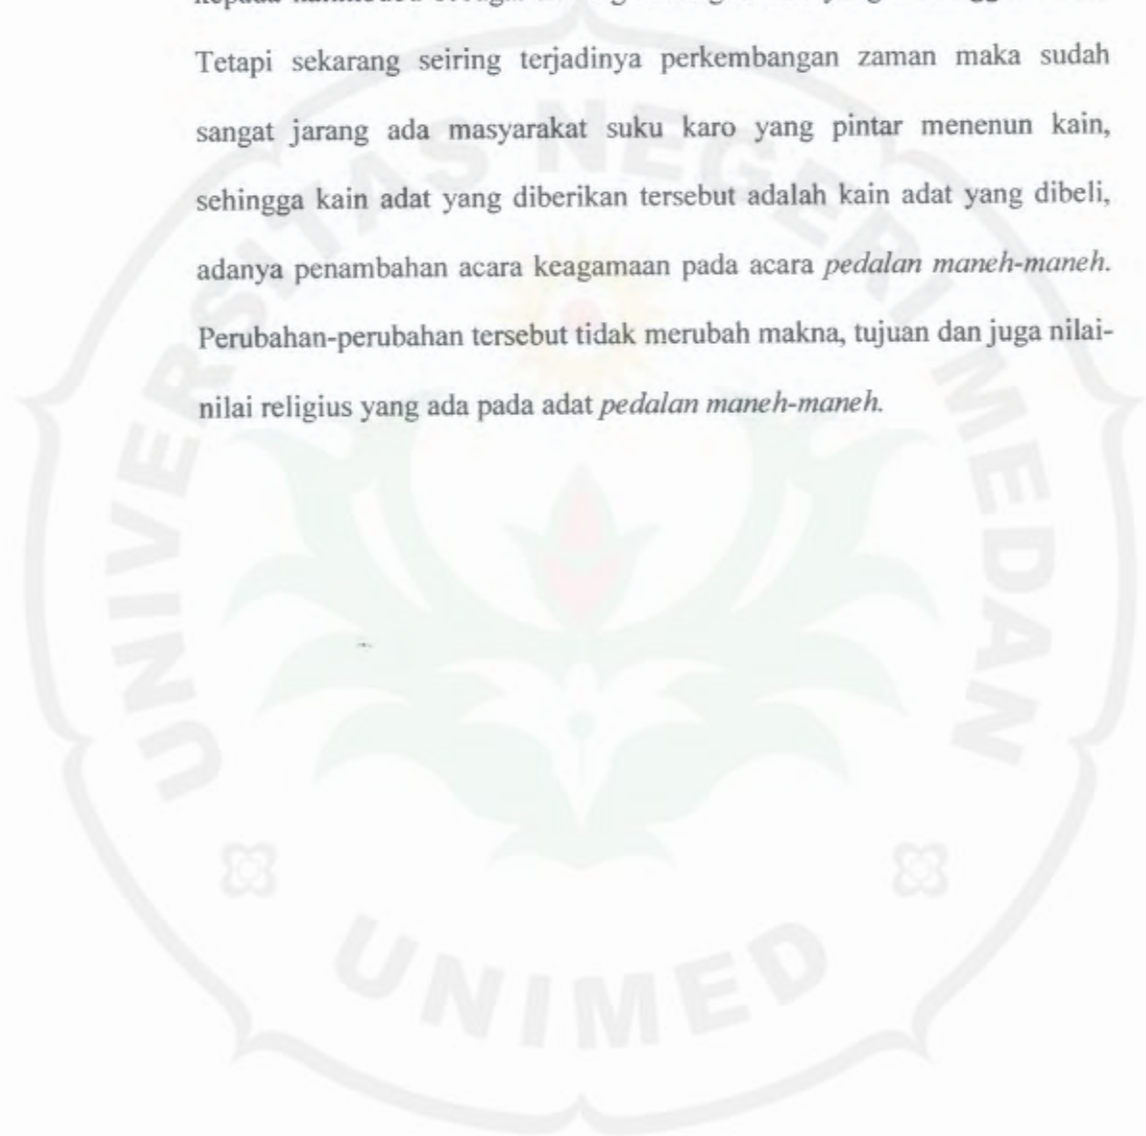 Tetapi sekarang seiring terjadinya perkembangan zaman maka sudah
sangat jarang ada masyarakat suku karo yang pintar menenun kain,
sehingga kain adat yang diberikan tersebut adalah kain adat yang dibeli,
adanya penambahan acara keagamaan pada acara pedalan maneh-maneh.
Perubahan-perubahan tersebut tidak merubah makna, tujuan dan juga nilai-
nilai religius yang ada pada adat pedalan maneh-maneh.
UNIVERSITAS NEGERI MEDAN
UNIMED